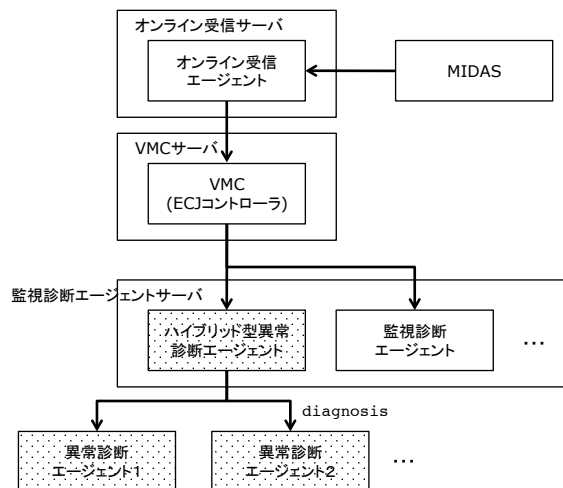 オンライン受信サーバ
オンライン受信
エージェント
MIDAS
VMCサーバ
VMC
(ECJコントローラ)
監視診断エージェントサーバ
ハイブリッド型異常
診断エージェント
監視診断
エージェント
…
diagnosis
異常診断
エージェント1
異常診断
エージェント2
…